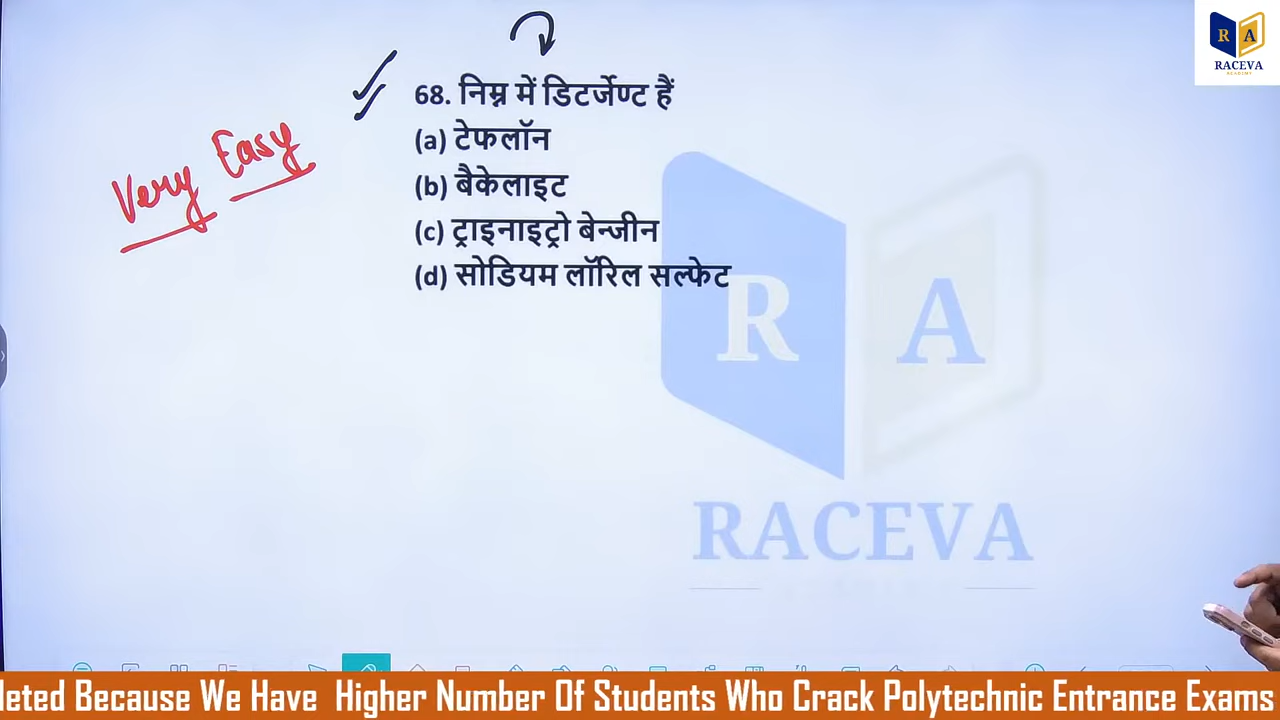 R A
RACEVA
ACADEMY
Very Easy
68. निम्न में डिटर्जेण्ट हैं
(a) टेफलॉन
(b) बैकेलाइट
(c) ट्राइनाइट्रो बेन्जीन
(d) सोडियम लॉरिल सल्फेट
R A
RACEVA
leted Because We Have Higher Number Of Students Who Crack Polytechnic Entrance Exams